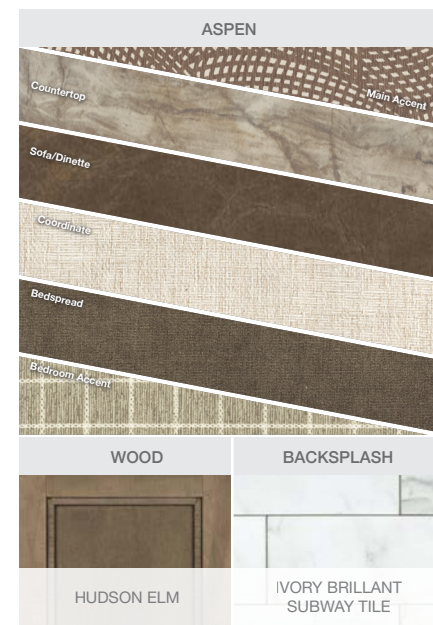 ASPEN
Main Accent
Countertop
Sofa/Dinette
Coordinate
Bedspread
Bedroom Accent
WOOD
BACKSPLASH
HUDSON ELM
IVORY BRILLANT
SUBWAY TILE